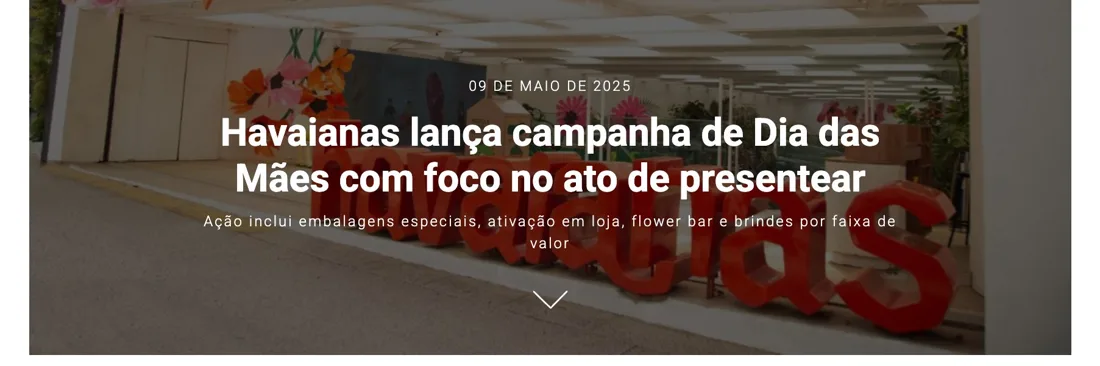 09 DE MAIO DE 2025
Havaianas lança campanha de Dia das
Mães com foco no ato de presentear
Ação inclui embalagens especiais, ativação em loja, flower bar e brindes por faixa de
valor
havaianas